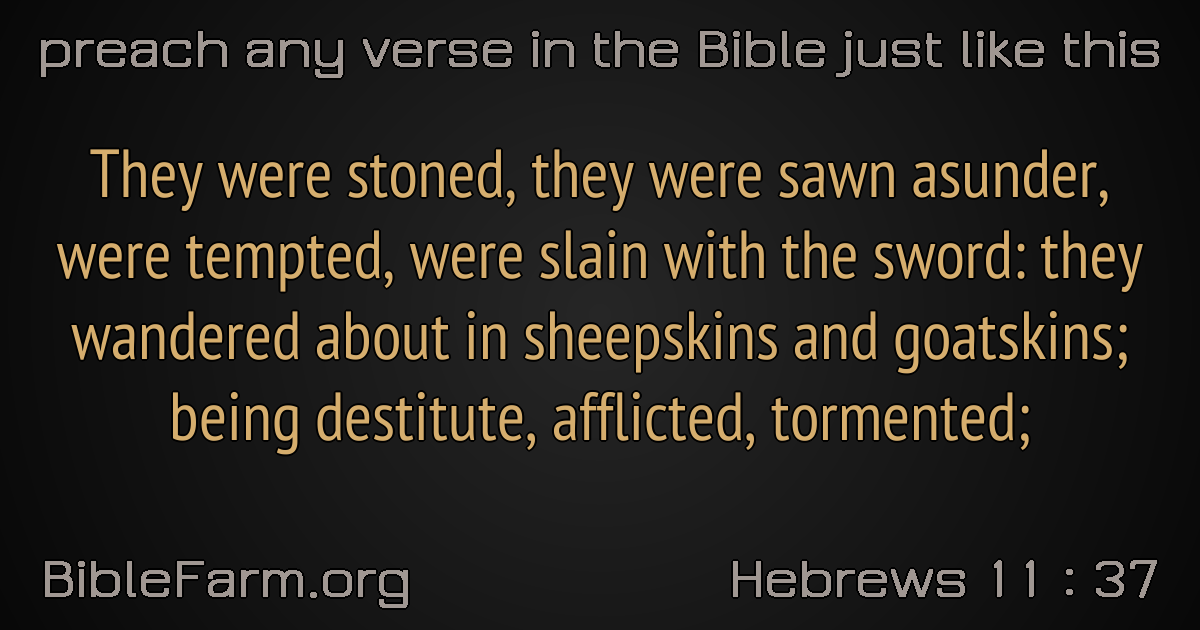 preach any verse in the Bible just like this
They were stoned, they were sawn asunder,
were tempted, were slain with the sword: they
wandered about in sheepskins and goatskins;
being destitute, afflicted, tormented;
BibleFarm.org
Hebrews 11 : 37